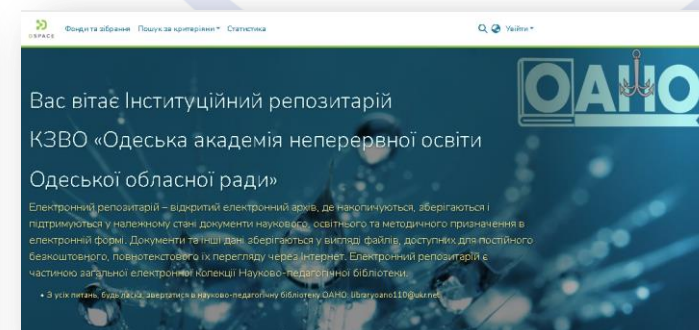 DSPACE
Фонди та зібрання Пошук за критеріями Статистика Увійти
ОАНО
Вас вітає Інституційний репозитарій
КЗВО «Одеська академія неперервної освіти
Одеської обласної ради»
Електронний репозитарій – відкритий електронний архів, де накопичуються, зберігаються і
підтримуються у належному стані документи наукового, освітнього та методичного призначення в
електронній формі. Документи та інші дані зберігаються у вигляді файлів, доступних для постійного
безкоштовного, повнотекстового їх перегляду через Інтернет. Електронний репозитарій є
частиною загальної електронної колекції Науково-педагогічної бібліотеки.
• З усіх питань, будь ласка, звертатися в науково-педагогічну бібліотеку ОАНО: libraryoano110@ukr.net